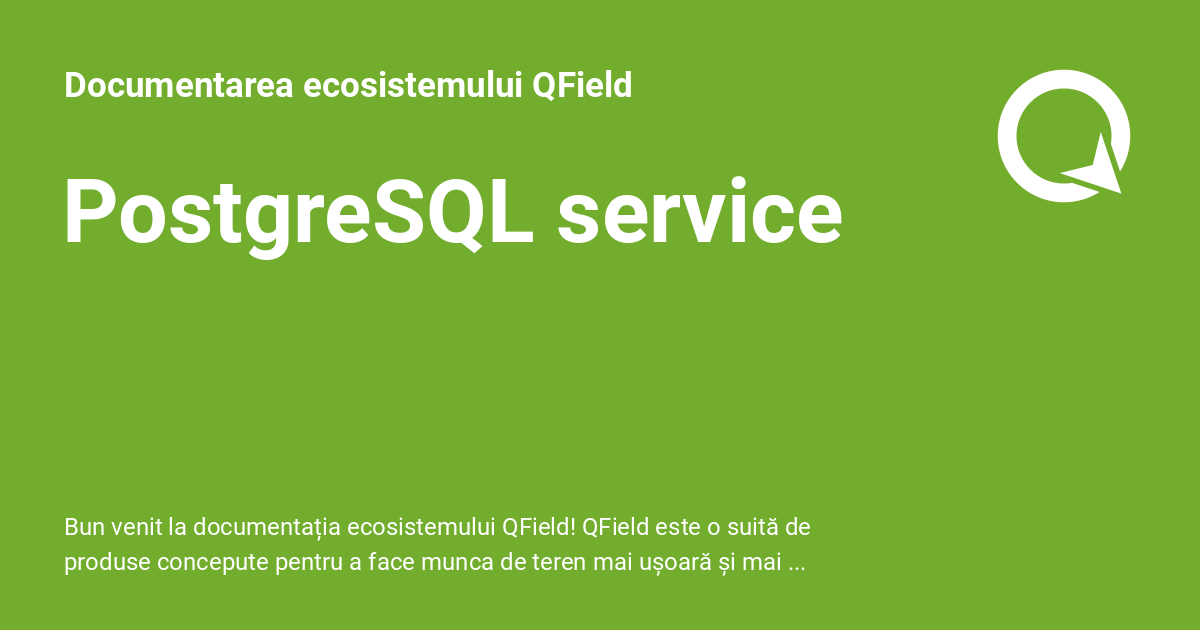 Documentarea ecosistemului QField
PostgreSQL service
Bun venit la documentația ecosistemului QField! QField este o suită de
produse concepute pentru a face munca de teren mai ușoară și mai ...